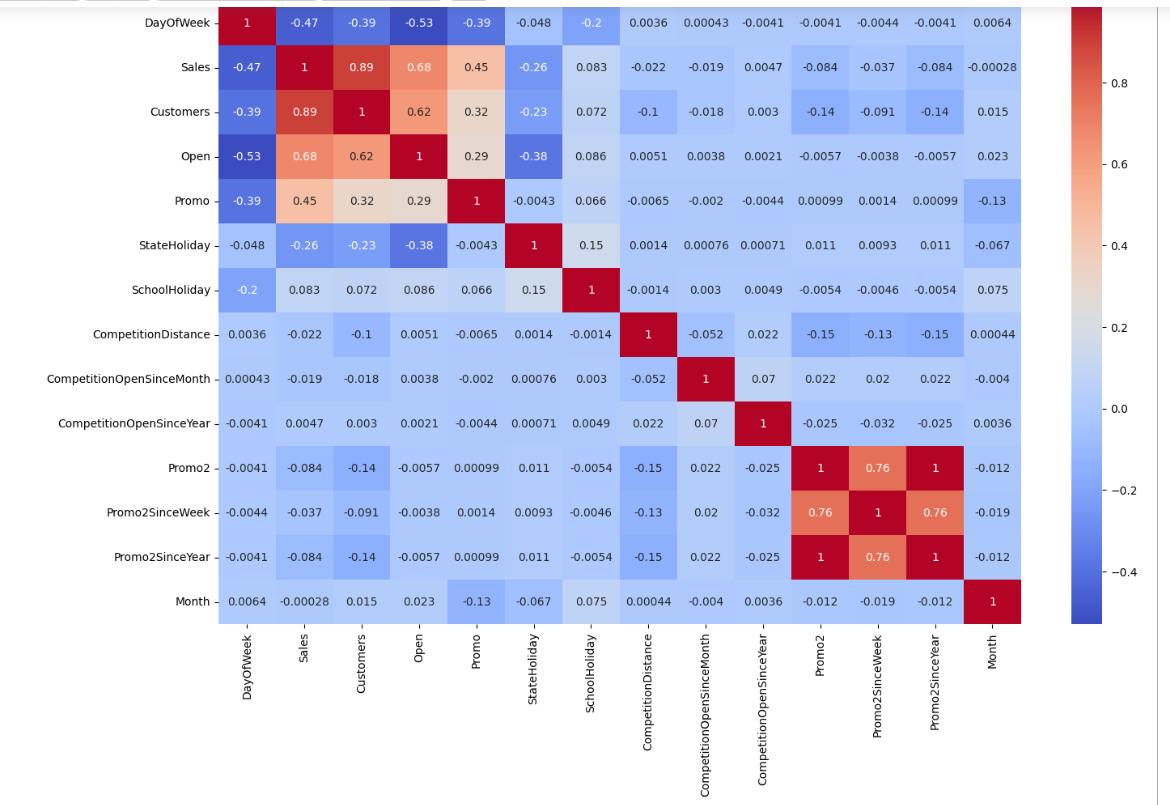 DayOfWeek 1 -0.47 -0.39 -0.53 -0.39 -0.048 -0.2 0.0036 0.00043 -0.0041 -0.0041 -0.0044 -0.0041 0.0064
Sales -0.47 1 0.89 0.68 0.45 -0.26 0.083 -0.022 -0.019 0.0047 -0.084 -0.037 -0.084 -0.00028
Customers -0.39 0.89 1 0.62 0.32 -0.23 0.072 -0.1 -0.018 0.003 -0.14 -0.091 -0.14 0.015
Open -0.53 0.68 0.62 1 0.29 -0.38 0.086 0.0051 0.0038 0.0021 -0.0057 -0.0038 -0.0057 0.023
Promo -0.39 0.45 0.32 0.29 1 -0.0043 0.066 -0.0065 -0.002 -0.0044 0.00099 0.0014 0.00099 -0.13
StateHoliday -0.048 -0.26 -0.23 -0.38 -0.0043 1 0.15 0.0014 0.00076 0.00071 0.011 0.0093 0.011 -0.067
SchoolHoliday -0.2 0.083 0.072 0.086 0.066 0.15 1 -0.0014 0.003 0.0049 -0.0054 -0.0046 -0.0054 0.075
CompetitionDistance 0.0036 -0.022 -0.1 0.0051 -0.0065 0.0014 -0.0014 1 -0.052 0.022 -0.15 -0.13 -0.15 0.00044
CompetitionOpenSinceMonth 0.00043 -0.019 -0.018 0.0038 -0.002 0.00076 0.003 -0.052 1 0.07 0.022 0.02 0.022 -0.004
CompetitionOpenSinceYear -0.0041 0.0047 0.003 0.0021 -0.0044 0.00071 0.0049 0.022 0.07 1 -0.025 -0.032 -0.025 0.0036
Promo2 -0.0041 -0.084 -0.14 -0.0057 0.00099 0.011 -0.0054 -0.15 0.022 -0.025 1 0.76 1 -0.012
Promo2SinceWeek -0.0044 -0.037 -0.091 -0.0038 0.0014 0.0093 -0.0046 -0.13 0.02 -0.032 0.76 1 0.76 -0.019
Promo2SinceYear -0.0041 -0.084 -0.14 -0.0057 0.00099 0.011 -0.0054 -0.15 0.022 -0.025 1 0.76 1 -0.012
Month 0.0064 -0.00028 0.015 0.023 -0.13 -0.067 0.075 0.00044 -0.004 0.0036 -0.012 -0.019 -0.012 1
DayOfWeek
Sales
Customers
Open
Promo
StateHoliday
SchoolHoliday
CompetitionDistance
CompetitionOpenSinceMonth
CompetitionOpenSinceYear
Promo2
Promo2SinceWeek
Promo2SinceYear
Month
0.8
0.6
0.4
0.2
0.0
−0.2
−0.4